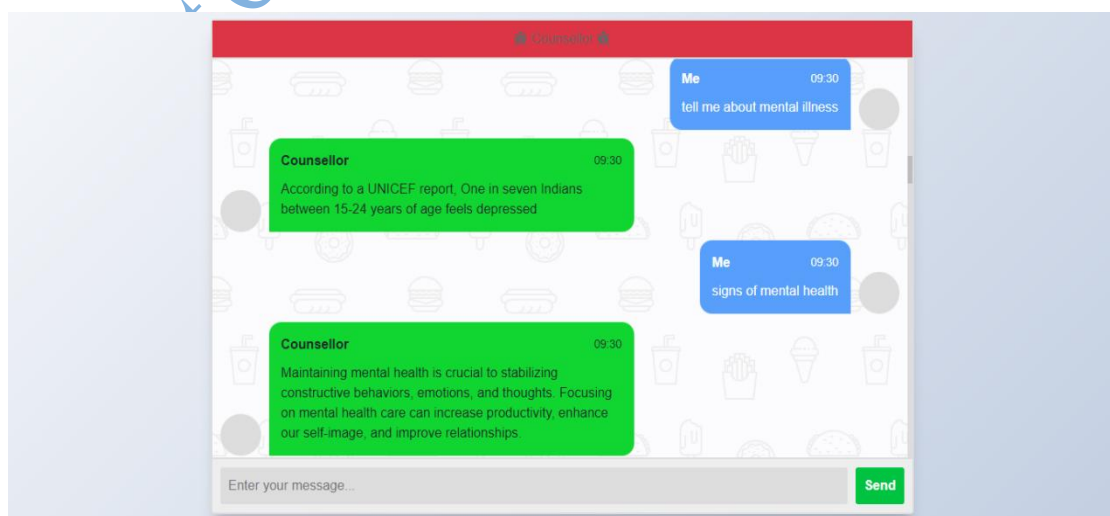 Counsellor
Me 09:30
tell me about mental illness
Counsellor 09:30
According to a UNICEF report, One in seven Indians
between 15-24 years of age feels depressed
Me 09:30
signs of mental health
Counsellor 09:30
Maintaining mental health is crucial to stabilizing
constructive behaviors, emotions, and thoughts. Focusing
on mental health care can increase productivity, enhance
our self-image, and improve relationships.
Enter your message...
Send